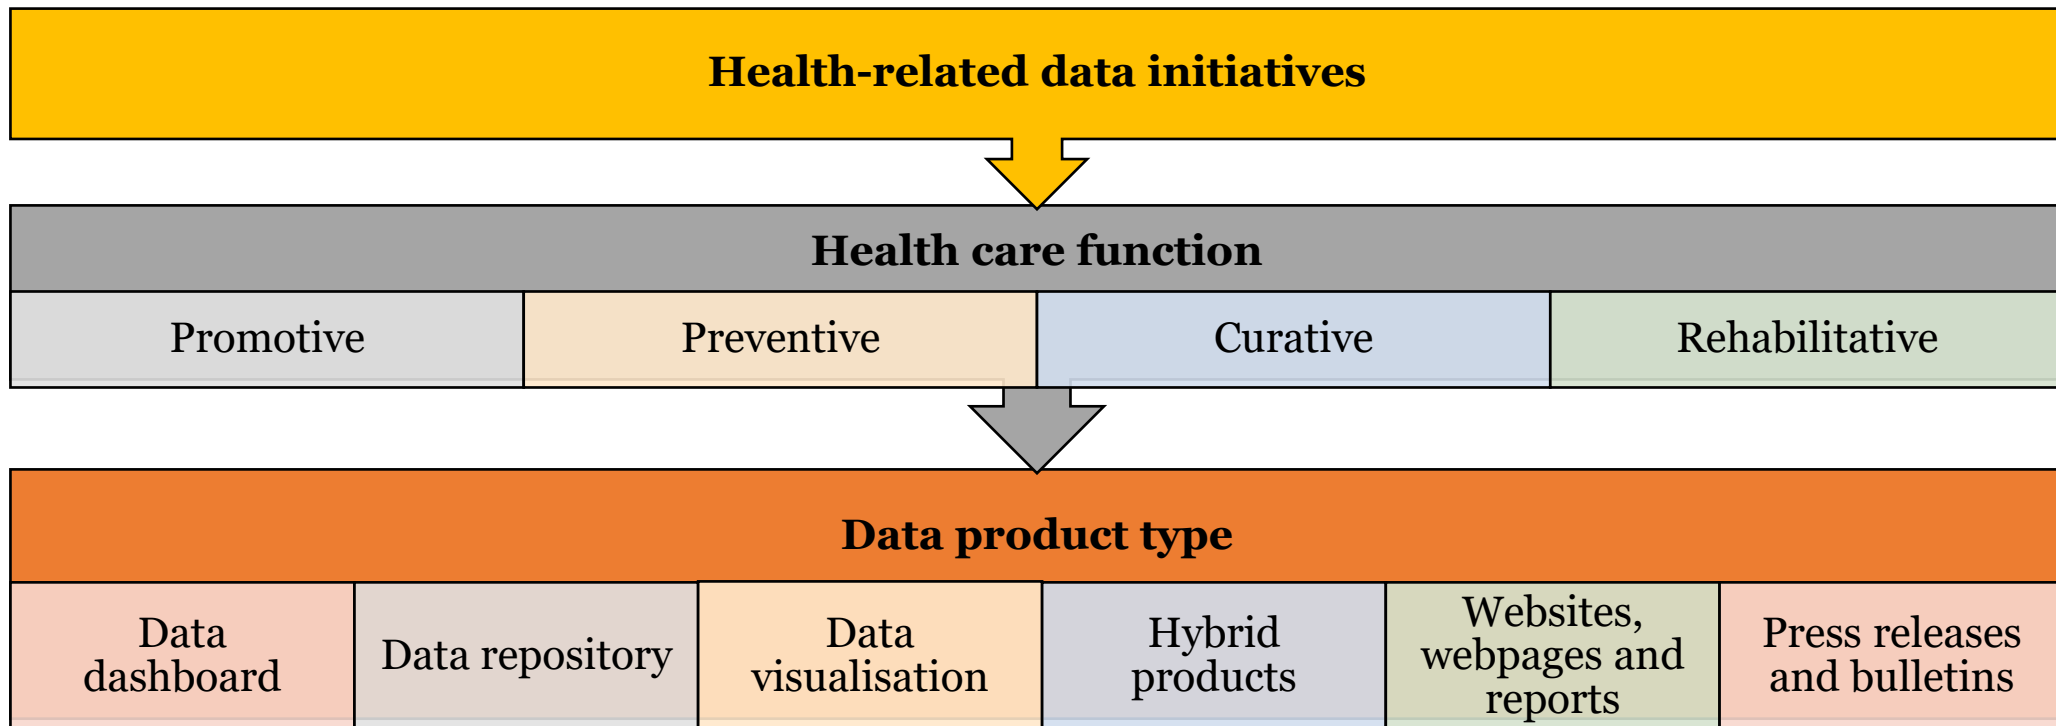 Health-related data initiatives
Health care function
Promotive
Preventive
Curative
Rehabilitative
Data product type
Data
dashboard
Data repository
Data
visualisation
Hybrid
products
Websites,
webpages and
reports
Press releases
and bulletins